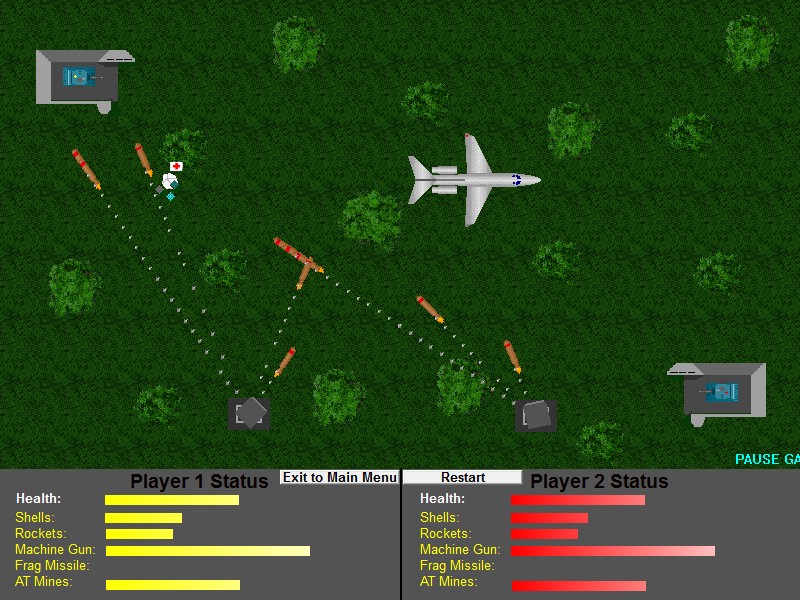 PAUSE GA
Player 1 Status
Exit to Main Menu
Health:
Shells:
Rockets:
Machine Gun:
Frag Missile:
AT Mines:
Restart
Player 2 Status
Health:
Shells:
Rockets:
Machine Gun:
Frag Missile:
AT Mines: